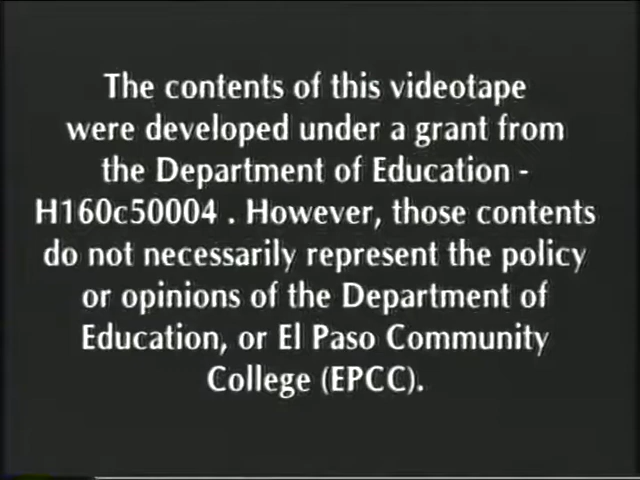 The contents of this videotape
were developed under a grant from
the Department of Education -
H160c50004 . However, those contents
do not necessarily represent the policy
or opinions of the Department of
Education, or El Paso Community
College (EPCC).